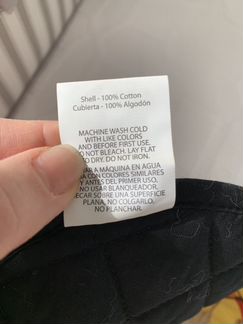 Shell - 100% Cotton
Cubierta - 100% Algodón
MACHINE WASH COLD
WITH LIKE COLORS
AND BEFORE FIRST USE.
NOT BLEACH. LAY FLAT
DRY. DO NOT IRON.
A MÁQUINA EN AGUA
CON COLORES SIMILARES
Y ANTES DEL PRIMER USO.
NO USAR BLANQUEADOR.
SECAR SOBRE UNA SUPERFICIE
PLANA, NO COLGARLO.
NO PLANCHAR.